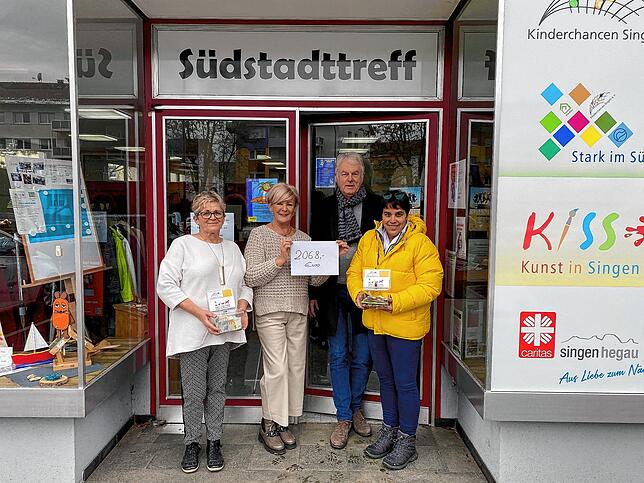 Südstadttreff
Kinderchancen Sing
Stark im Sü
KiSS
Kunst in Singen
caritas
singen hegau
Aus Liebe zum Nä
2068,-
Euro